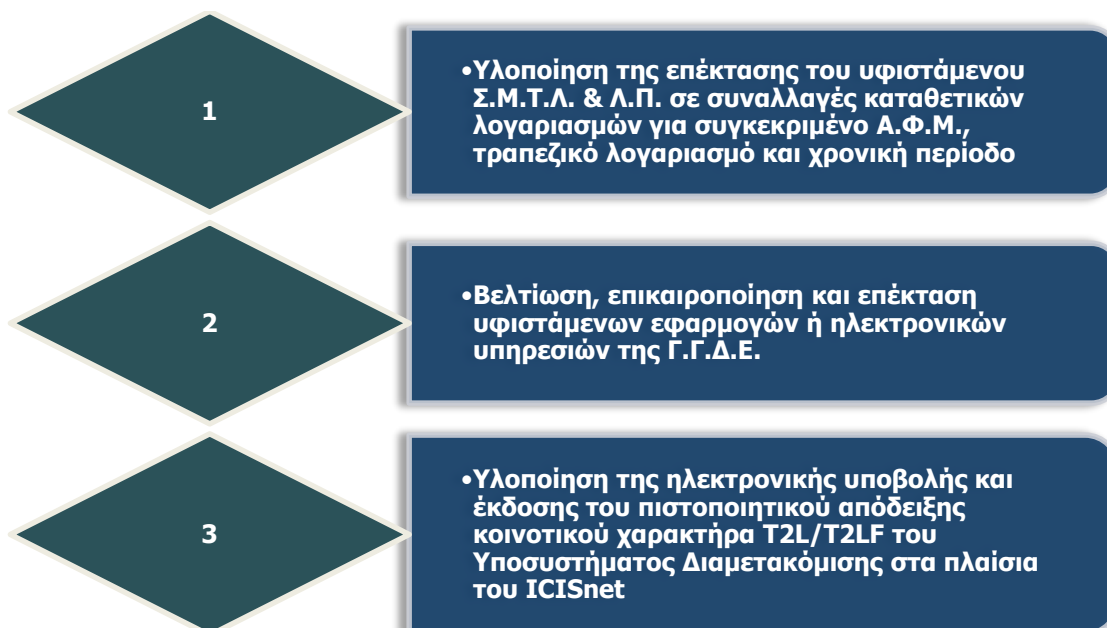 1
•Υλοποίηση της επέκτασης του υφιστάμενου
Σ.Μ.Τ.Λ. & Λ.Π. σε συναλλαγές καταθετικών
λογαριασμών για συγκεκριμένο Α.Φ.Μ.,
τραπεζικό λογαριασμό και χρονική περίοδο
2
•Βελτίωση, επικαιροποίηση και επέκταση
υφιστάμενων εφαρμογών ή ηλεκτρονικών
υπηρεσιών της Γ.Γ.Δ.Ε.
3
•Υλοποίηση της ηλεκτρονικής υποβολής και
έκδοσης του πιστοποιητικού απόδειξης
κοινοτικού χαρακτήρα T2L/T2LF του
Υποσυστήματος Διαμετακόμισης στα πλαίσια
του ICISnet